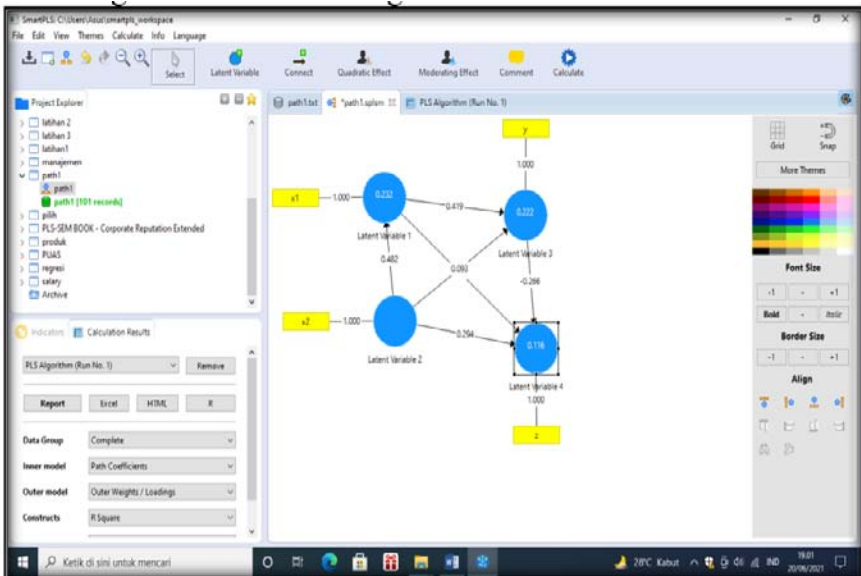 SmartPLS: C:\Users\Asus\smartpls_workspace
File Edit View Themes Calculate Info Language
Select
Latent Variable
Connect
Quadratic Effect
Moderating Effect
Comment
Calculate
Project Explorer
path1.txt
*path1.splsm
PLS Algorithm (Run No. 1)
latihan 2
latihan 3
latihan1
manajemen
path1
path1
path1 [101 records]
pilih
PLS-SEM BOOK - Corporate Reputation Extended
produk
PUAS
regresi
salary
Archive
y
1.000
x1
1.000
0.232
0.419
0.222
Latent Variable 1
Latent Variable 3
0.482
0.093
-0.266
x2
1.000
0.294
0.116
Latent Variable 2
Latent Variable 4
1.000
z
Grid
Snap
More Themes
Font Size
-1
-
+1
Bold
-
Italic
Border Size
-1
-
+1
Align
Indicators
Calculation Results
PLS Algorithm (Run No. 1)
Remove
Report
Excel
HTML
R
Data Group
Complete
Inner model
Path Coefficients
Outer model
Outer Weights / Loadings
Constructs
R Square
Ketik di sini untuk mencari
28°C Kabut
IND
19.01
20/06/2021